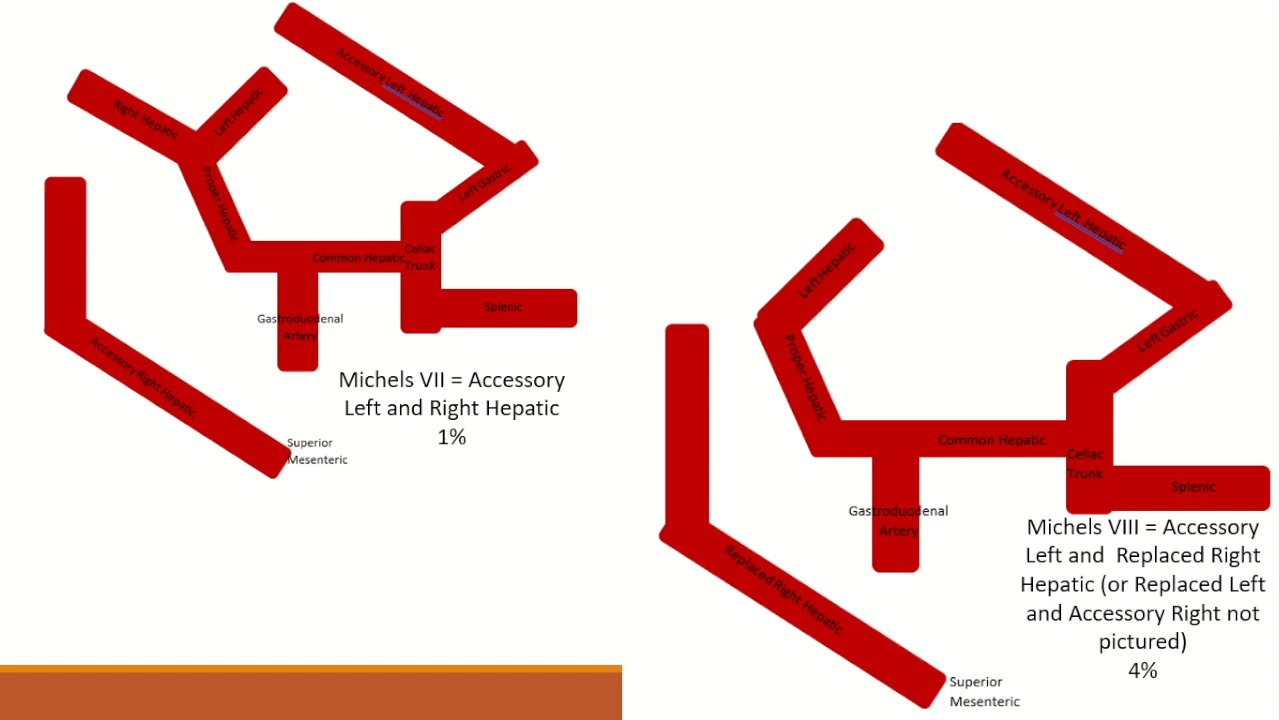 Accessory Left Hepatic
Right Hepatic
Left Hepatic
Proper Hepatic
Left Gastric
Common Hepatic
Celiac
Trunk
Splenic
Gastroduodenal
Artery
Accessory Right Hepatic
Superior
Mesenteric
Michels VII = Accessory
Left and Right Hepatic
1%
Accessory Left Hepatic
Left Hepatic
Proper Hepatic
Left Gastric
Common Hepatic
Celiac
Trunk
Splenic
Gastroduodenal
Artery
Replaced Right Hepatic
Superior
Mesenteric
Michels VIII = Accessory
Left and Replaced Right
Hepatic (or Replaced Left
and Accessory Right not
pictured)
4%